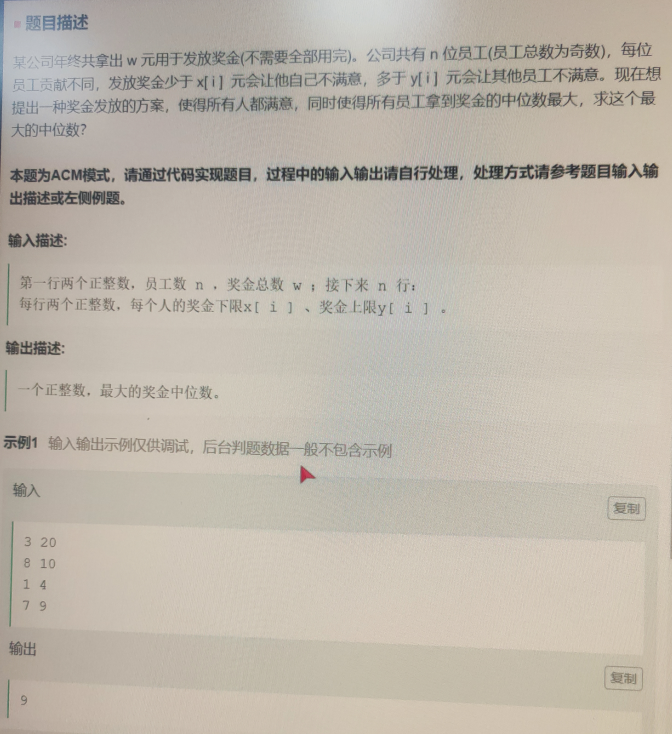 题目描述
某公司年终共拿出 w 元用于发放奖金(不需要全部用完)。公司共有 n 位员工(员工总数为奇数)，每位
员工贡献不同，发放奖金少于 x[i] 元会让他自己不满意，多于 y[i] 元会让其他员工不满意。现在想
提出一种奖金发放的方案，使得所有人都满意，同时使得所有员工拿到奖金的中位数最大，求这个最
大的中位数？
本题为ACM模式，请通过代码实现题目，过程中的输入输出请自行处理，处理方式请参考题目输入输
出描述或左侧例题。
输入描述:
第一行两个正整数，员工数 n ，奖金总数 w ；接下来 n 行：
每行两个正整数，每个人的奖金下限x[ i ] 、奖金上限y[ i ] 。
输出描述:
一个正整数，最大的奖金中位数。
示例1 输入输出示例仅供调试，后台判题数据一般不包含示例
输入
复制
3 20
8 10
1 4
7 9
输出
复制
9